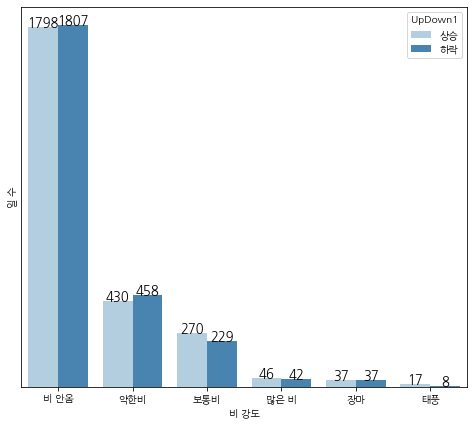 UpDown1
상승
하락
1798 1807
430 458
270 229
46 42
37 37
17 8
일 수
비 안옴 약한비 보통비 많은 비 장마 태풍
비 강도